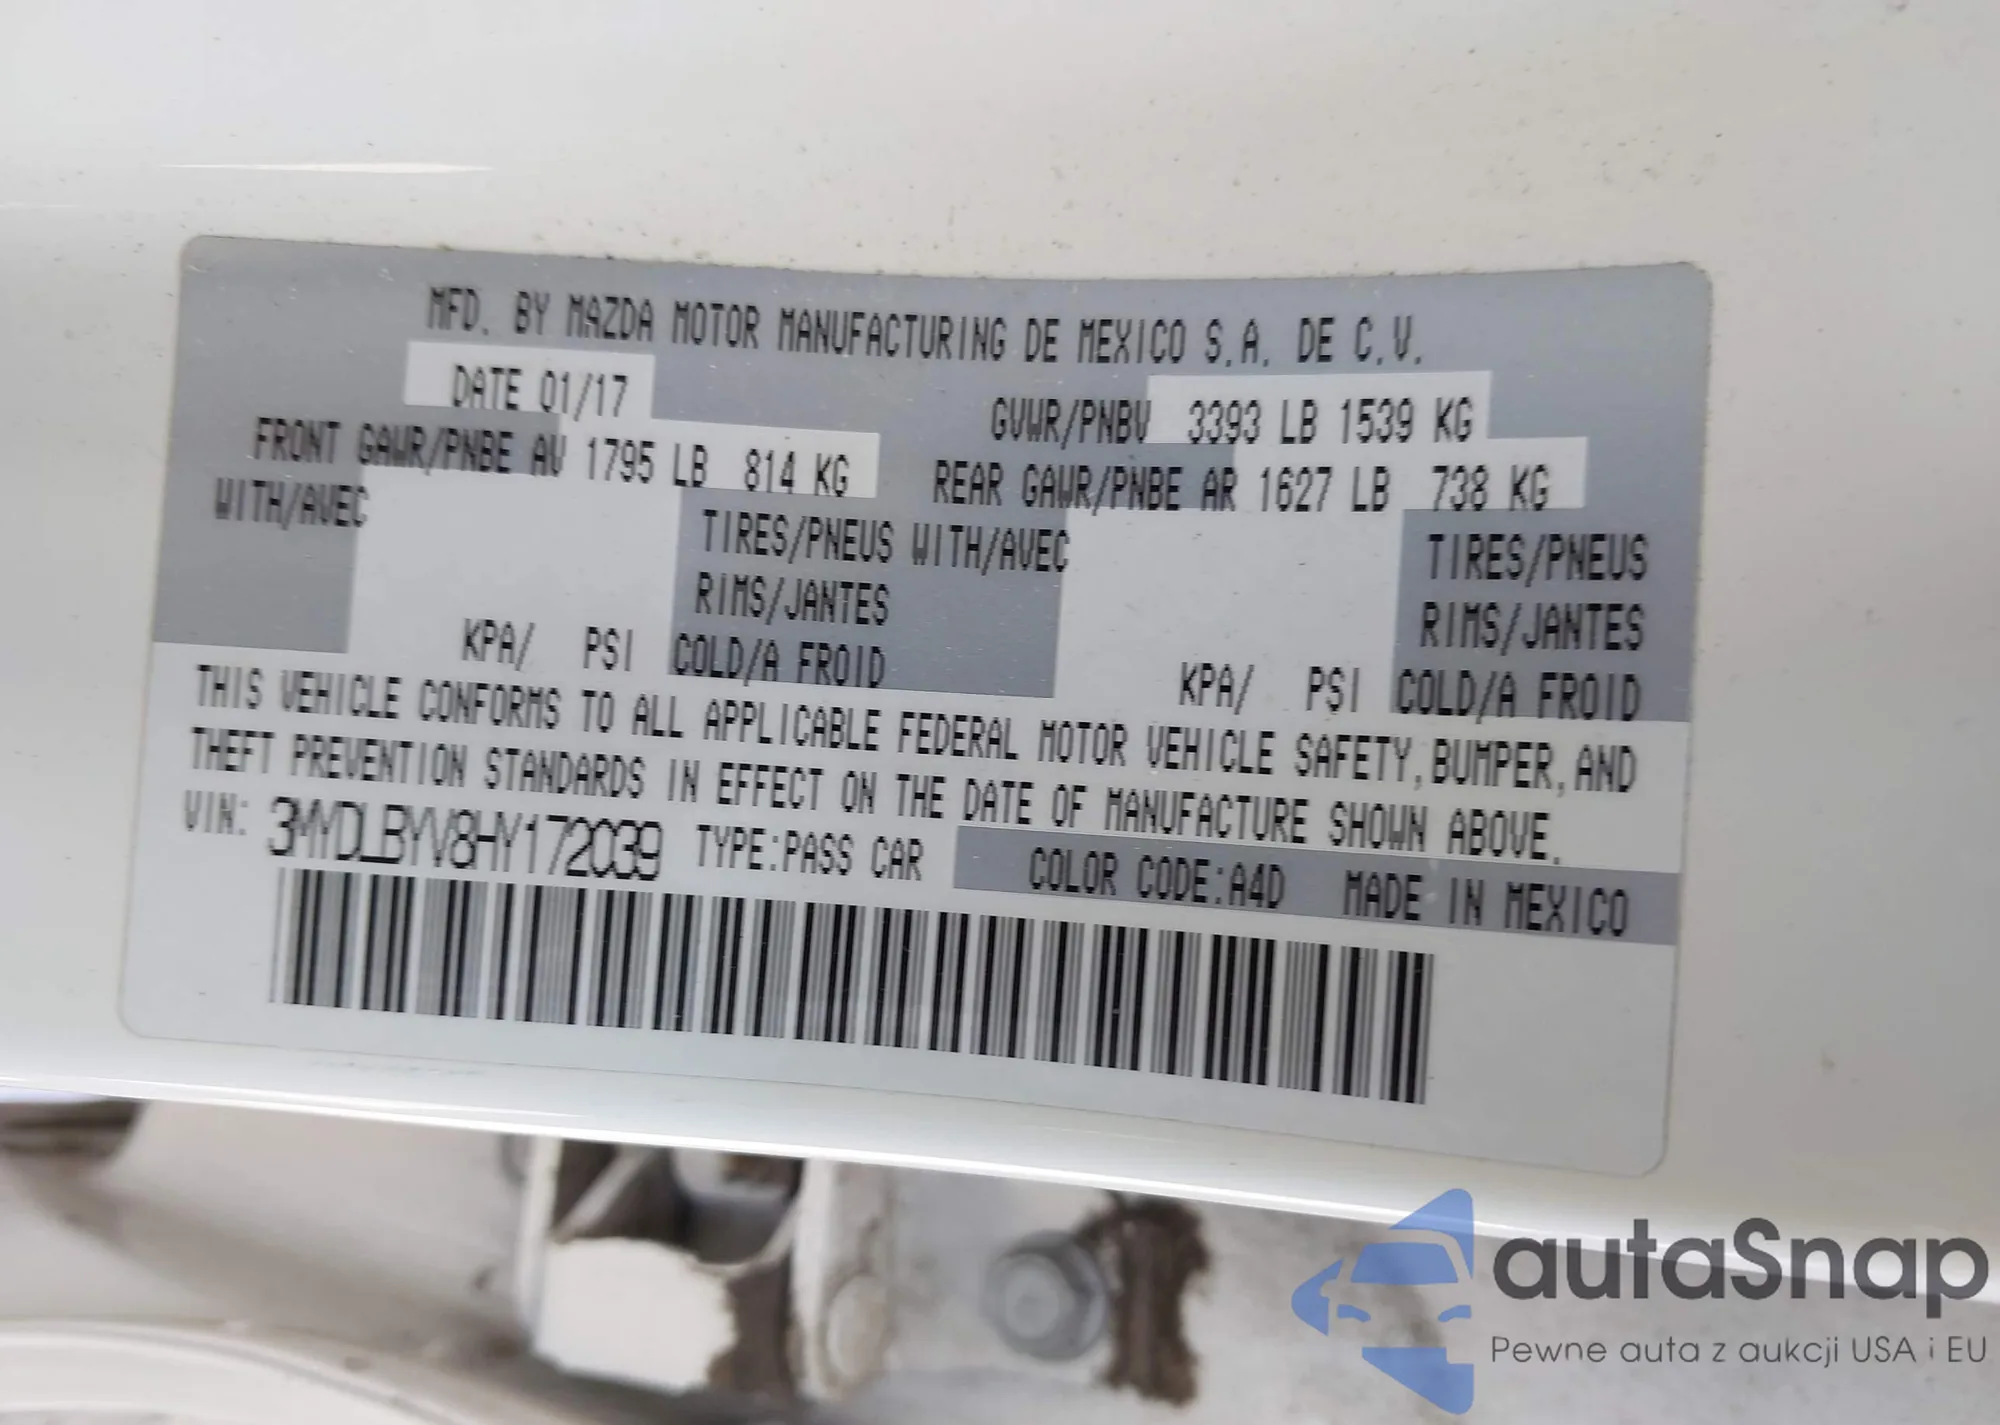 MFD. BY MAZDA MOTOR MANUFACTURING DE MEXICO S.A. DE C.V.
DATE 01/17 GVWR/PNBV 3393 LB 1539 KG
FRONT GAWR/PNBE AV 1795 LB 814 KG REAR GAWR/PNBE AR 1627 LB 738 KG
WITH/AVEC TIRES/PNEUS WITH/AVEC TIRES/PNEUS
RIMS/JANTES RIMS/JANTES
KPA/ PSI COLD/A FROID KPA/ PSI COLD/A FROID
THIS VEHICLE CONFORMS TO ALL APPLICABLE FEDERAL MOTOR VEHICLE SAFETY, BUMPER, AND
THEFT PREVENTION STANDARDS IN EFFECT ON THE DATE OF MANUFACTURE SHOWN ABOVE.
VIN: 3MYDLBYV8HY172039 TYPE:PASS CAR COLOR CODE:A4D MADE IN MEXICO
autaSnap
Pewne auta z aukcji USA i EU